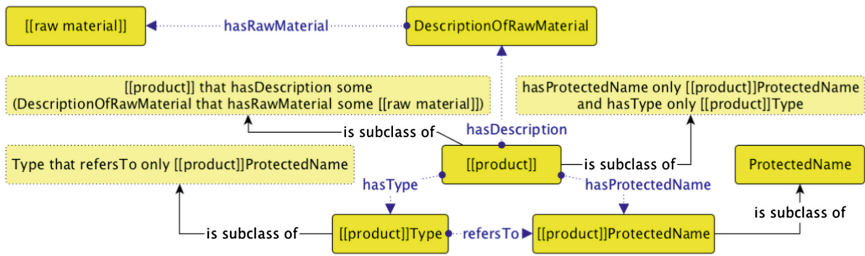 [[raw material]]
hasRawMaterial
DescriptionOfRawMaterial
[[product]] that hasDescription some
(DescriptionOfRawMaterial that hasRawMaterial some [[raw material]])
hasProtectedName only [[product]]ProtectedName
and hasType only [[product]]Type
is subclass of
hasDescription
Type that refersTo only [[product]]ProtectedName
[[product]]
is subclass of
ProtectedName
hasType
hasProtectedName
is subclass of
is subclass of
[[product]]Type
refersTo
[[product]]ProtectedName